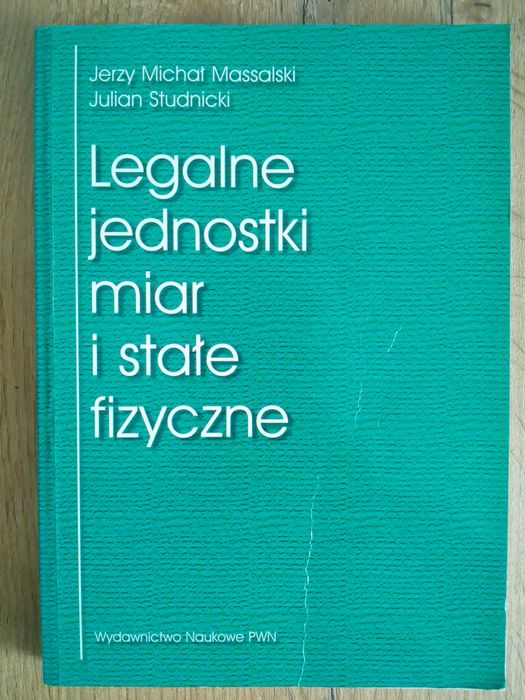 Jerzy Michał Massalski
Julian Studnicki
Legalne
jednostki
miar
i stałe
fizyczne
Wydawnictwo Naukowe PWN